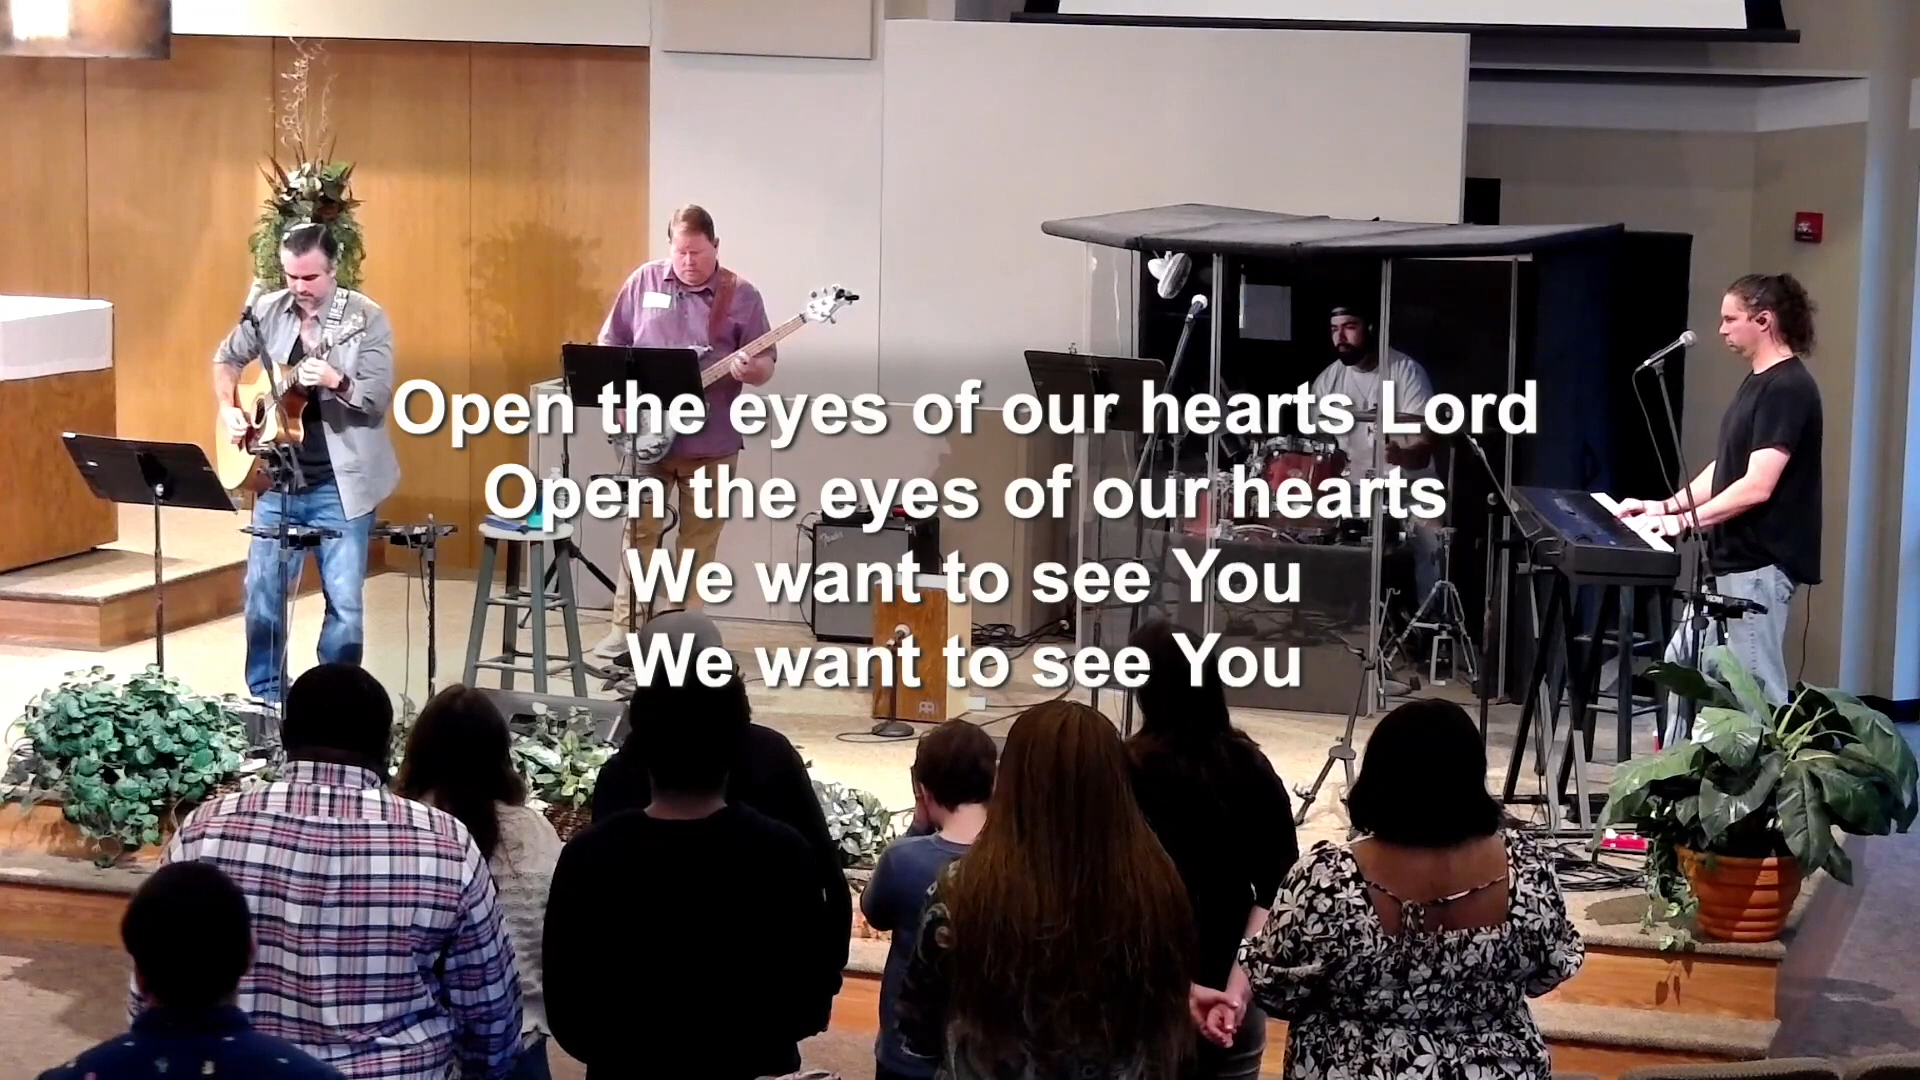 Open the eyes of our hearts Lord
Open the eyes of our hearts
We want to see You
We want to see You
Fender